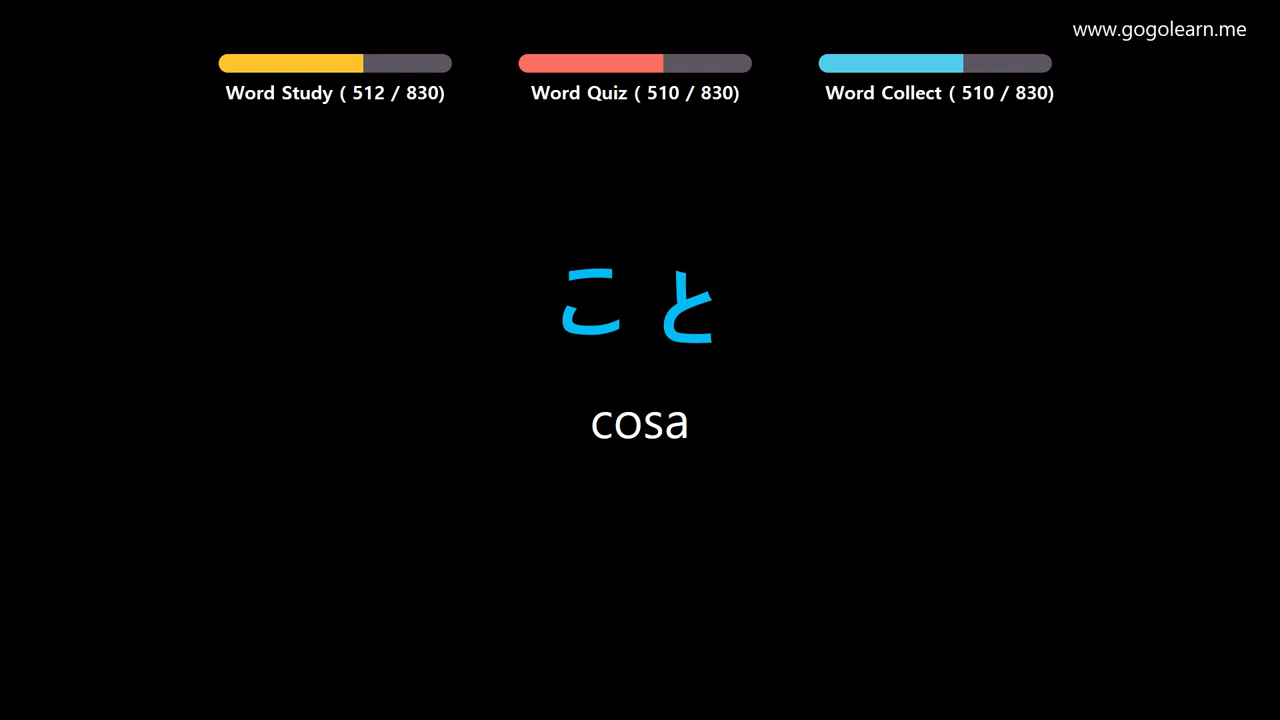 www.gogolearn.me
Word Study ( 512 / 830)
Word Quiz ( 510 / 830)
Word Collect ( 510 / 830)
こと
cosa